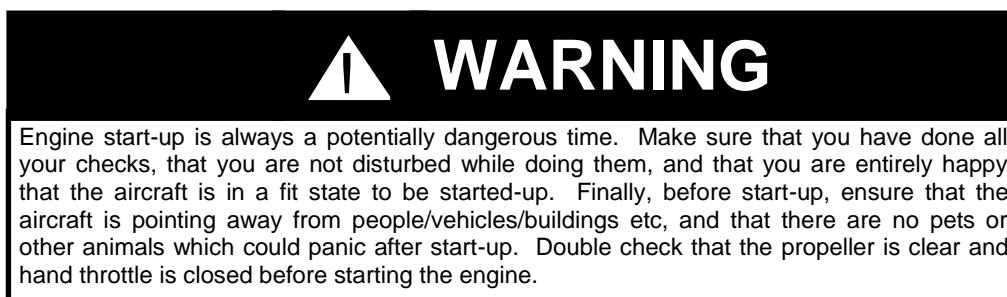 WARNING
Engine start-up is always a potentially dangerous time. Make sure that you have done all
your checks, that you are not disturbed while doing them, and that you are entirely happy
that the aircraft is in a fit state to be started-up. Finally, before start-up, ensure that the
aircraft is pointing away from people/vehicles/buildings etc, and that there are no pets or
other animals which could panic after start-up. Double check that the propeller is clear and
hand throttle is closed before starting the engine.